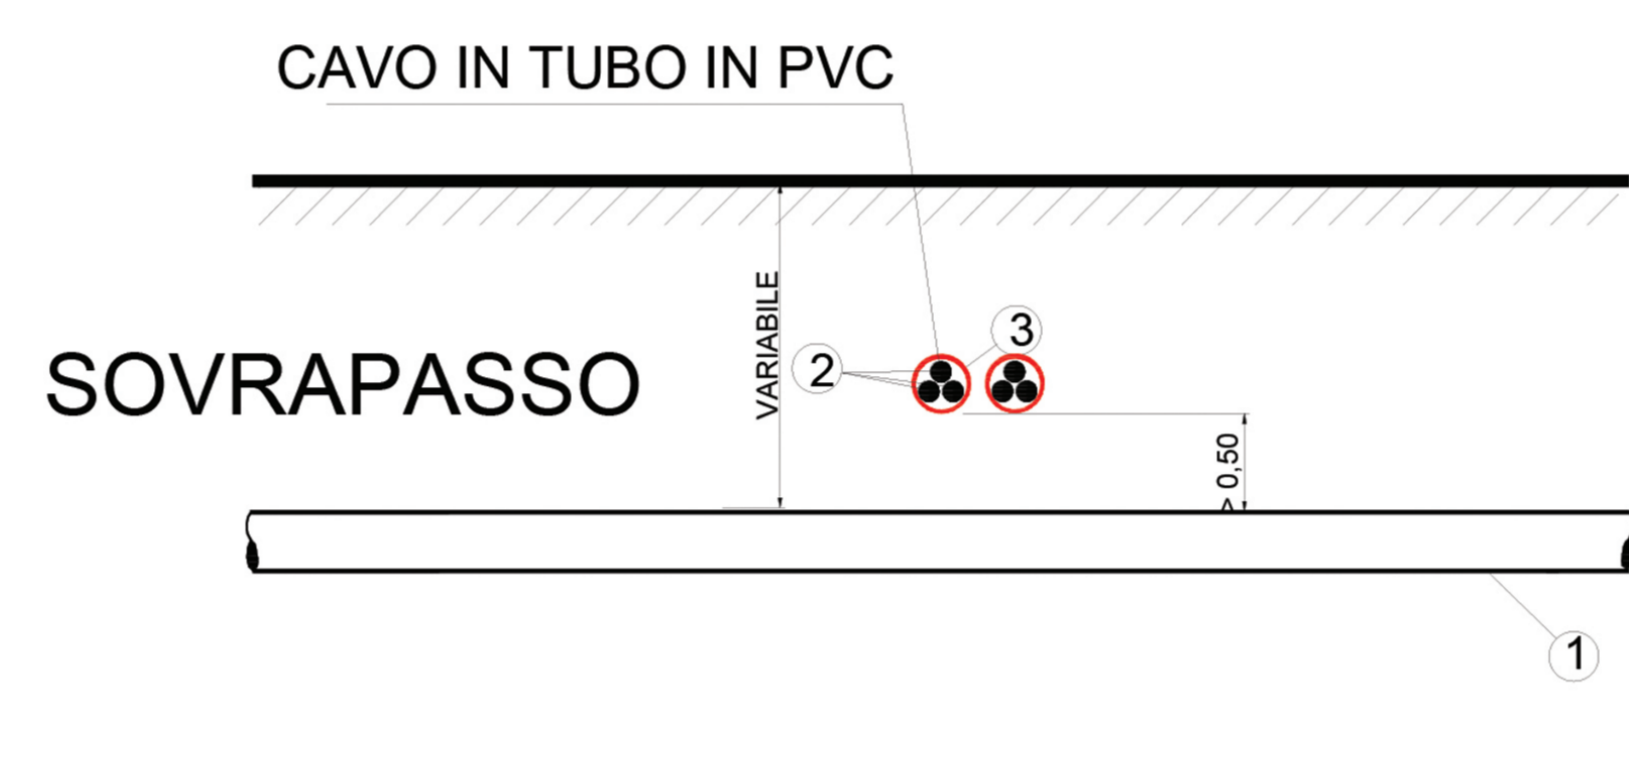 CAVO IN TUBO IN PVC
VARIABILE
3
2
SOVRAPASSO
> 0,50
1